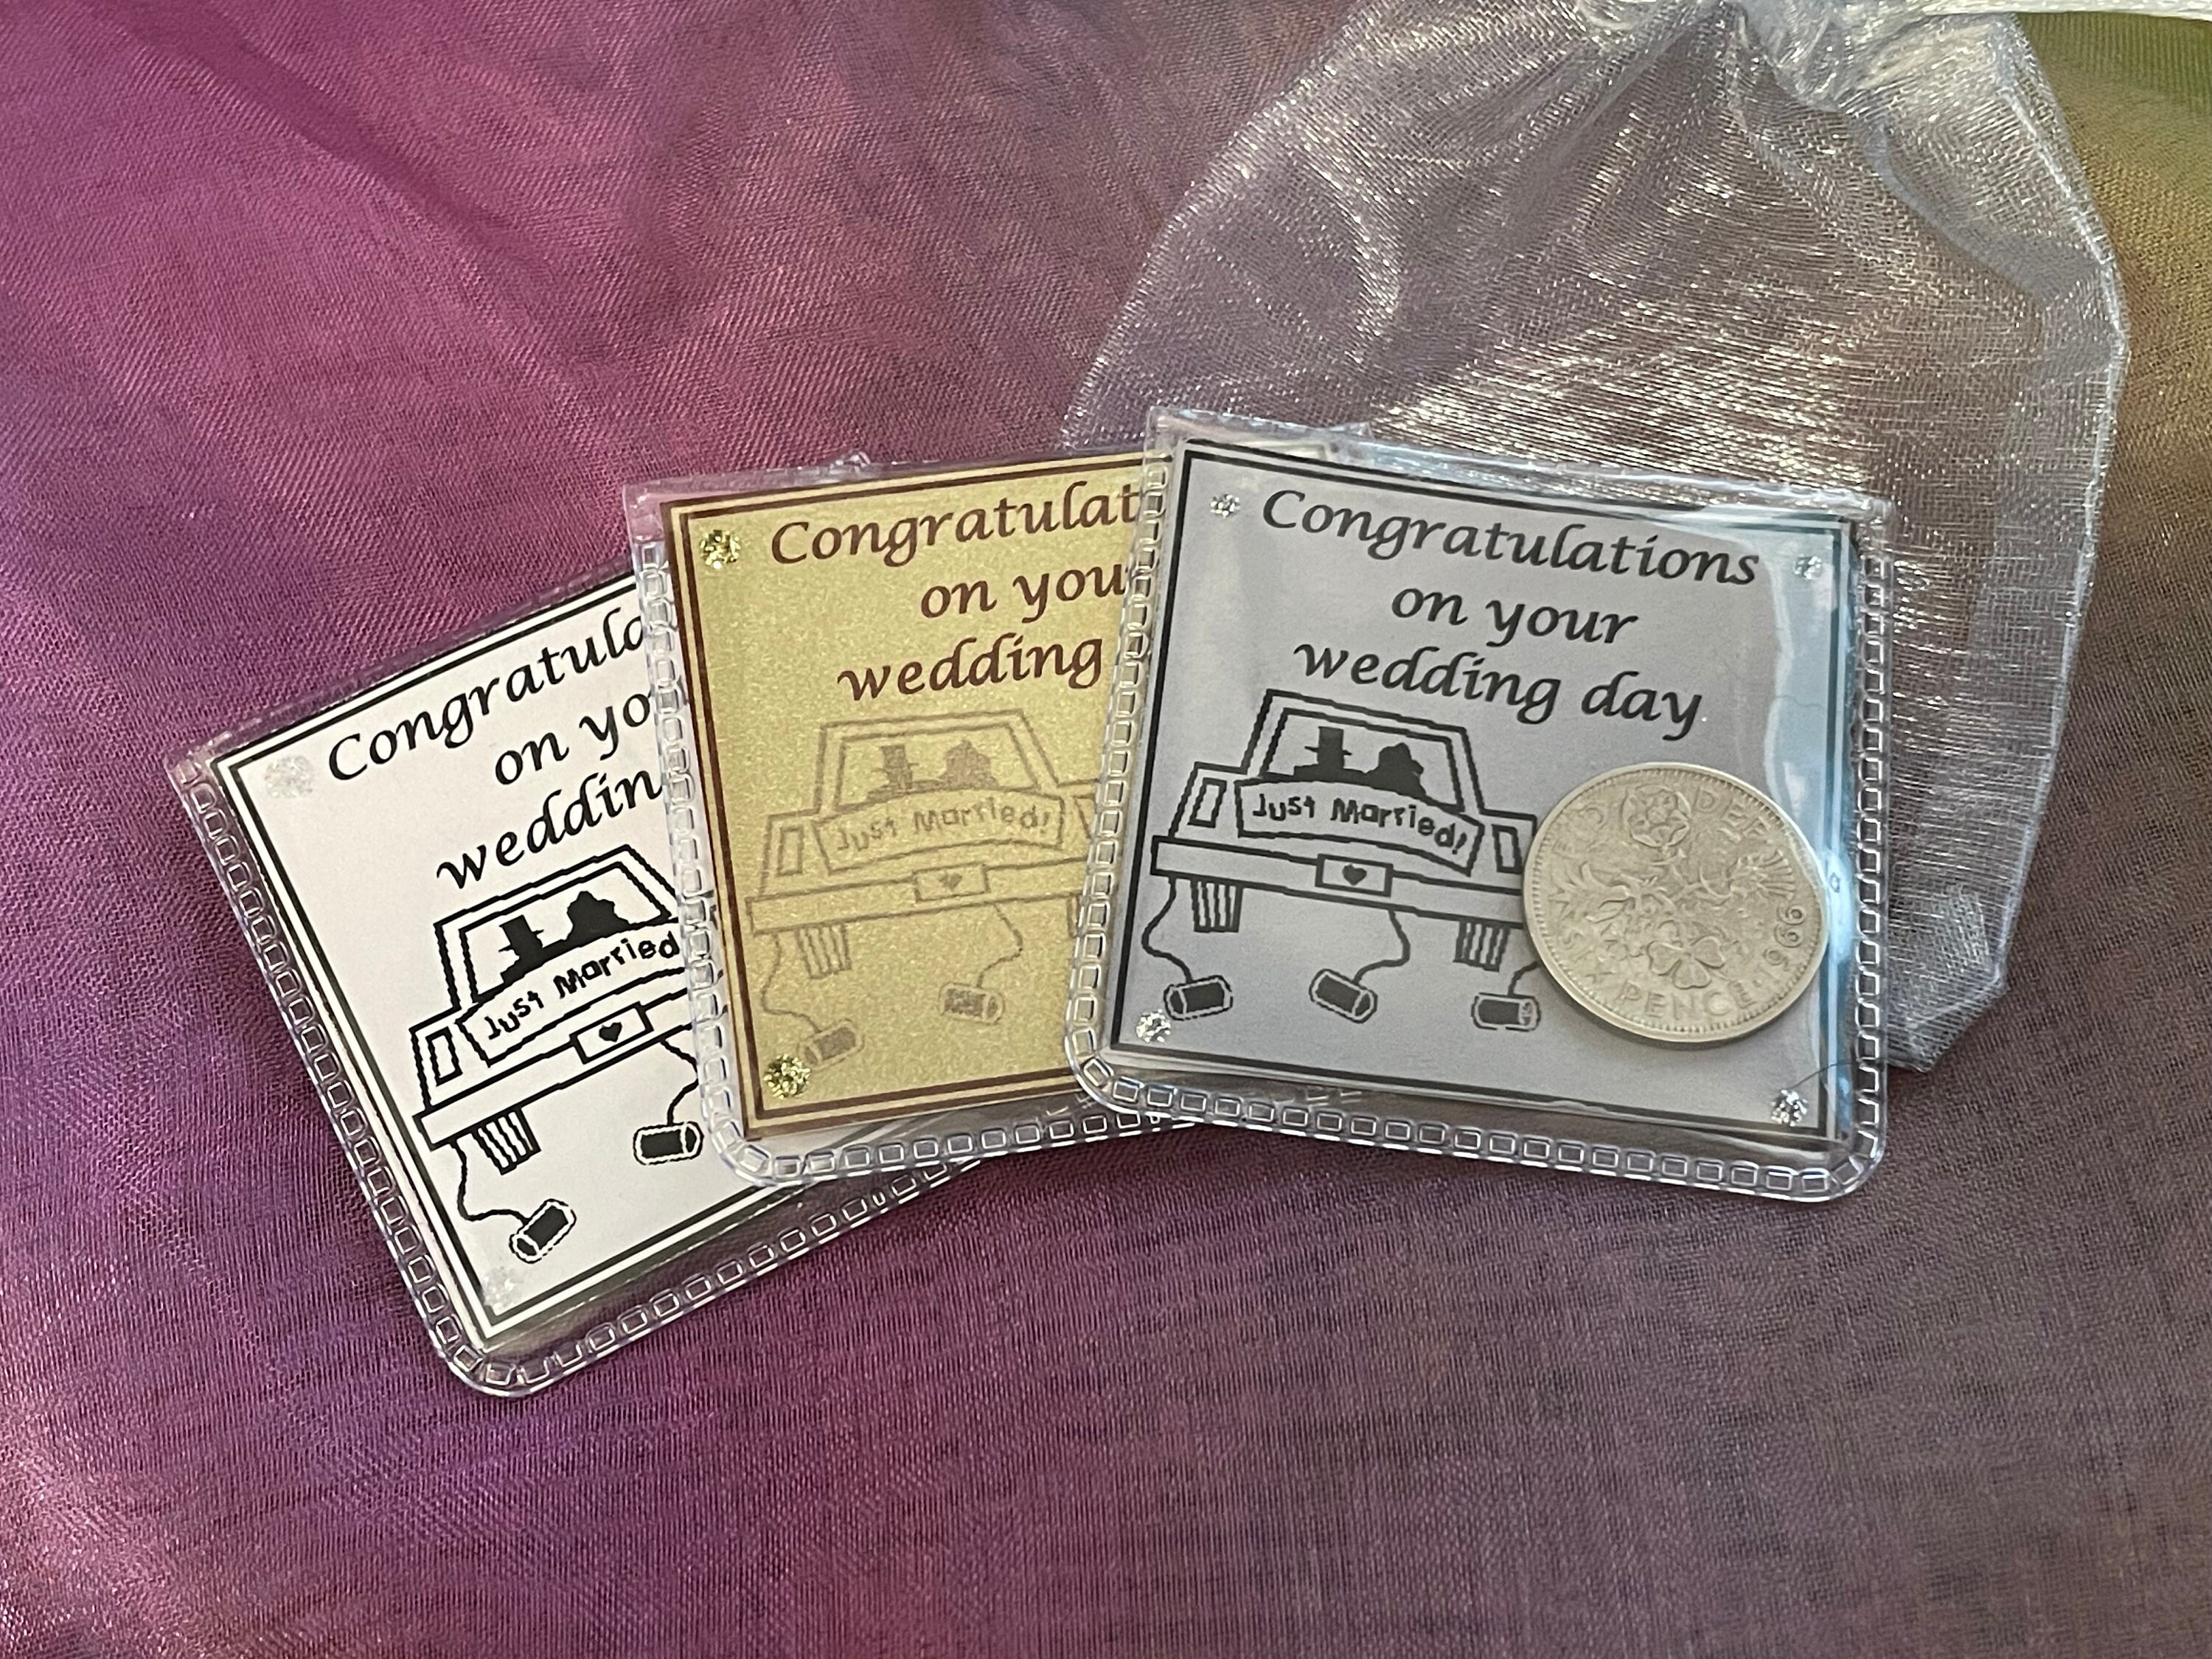 Congratula
on yo
weddin
Just Married
Congratulat
on you
wedding
Just Married!
Congratulations
on your
wedding day
Just Married!
DEF
SIX PENCE 1966